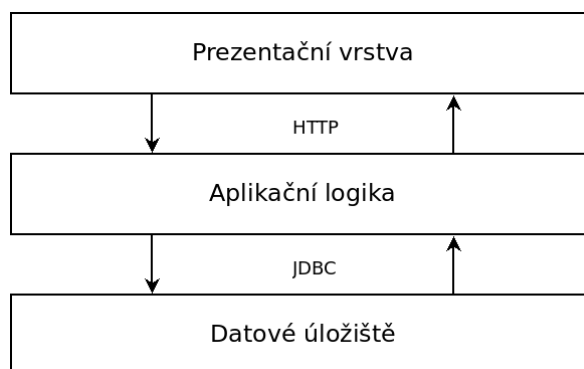 Prezentační vrstva
HTTP
Aplikační logika
JDBC
Datové úložiště